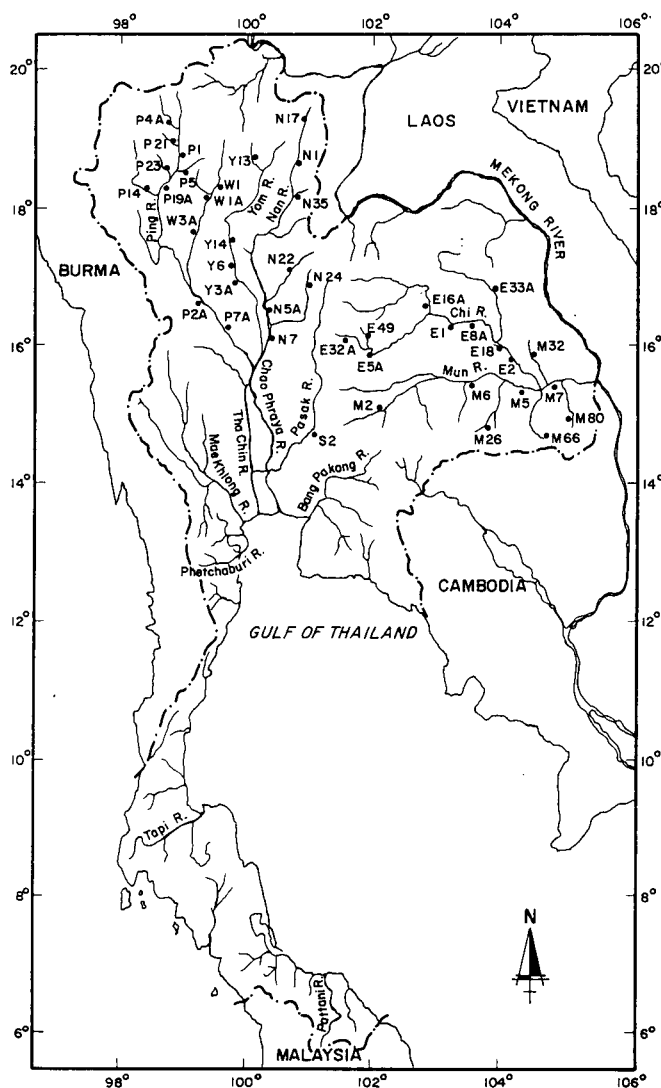 98° 100° 102° 104° 106°
20° 20°
VIETNAM
LAOS
P4A
N17
P21
P1
Y13
N1
P23
P5
W1
MEKONG RIVER
P14
P19A
W1A
Yom R.
Nan R.
N35
18° 18°
Ping R.
W3A
Y14
BURMA
Y6
N22
N24
E33A
Y3A
E16A
P2A
N5A
Chi R.
P7A
E49
E1
E8A
N7
E32A
E18
M32
16° 16°
E5A
E2
Mun R.
Chao Phraya R.
Pasak R.
M2
M6
M5
M7
M80
Tha Chin R.
S2
M26
M66
Mae Khlong R.
Bang Pakong R.
14° 14°
Phetchaburi R.
CAMBODIA
12° 12°
GULF OF THAILAND
10° 10°
Tapi R.
8° 8°
N
Pattani R.
6° 6°
MALAYSIA
98° 100° 102° 104° 106°